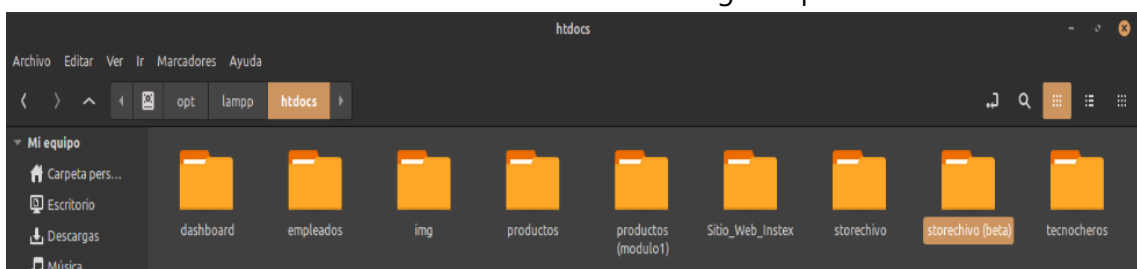 htdocs
Archivo Editar Ver Ir Marcadores Ayuda
opt lampp htdocs
Mi equipo
Carpeta pers...
Escritorio
Descargas
Música
dashboard empleados img productos productos (modulo1) Sitio_Web_Instex storechivo storechivo (beta) tecnocheros